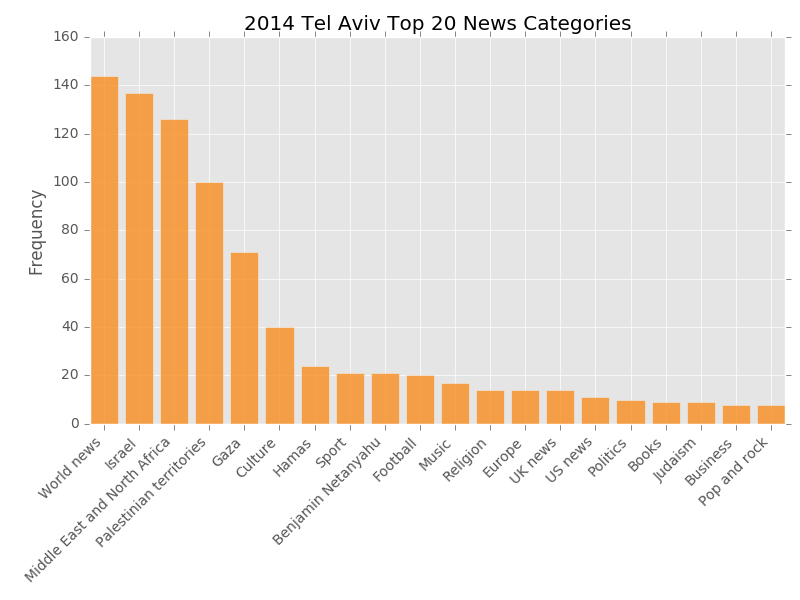 2014 Tel Aviv Top 20 News Categories
160
140
120
100
80
60
40
20
0
Frequency
World news
Israel
Middle East and North Africa
Palestinian territories
Gaza
Culture
Hamas
Sport
Benjamin Netanyahu
Football
Music
Religion
Europe
UK news
US news
Politics
Books
Judaism
Business
Pop and rock